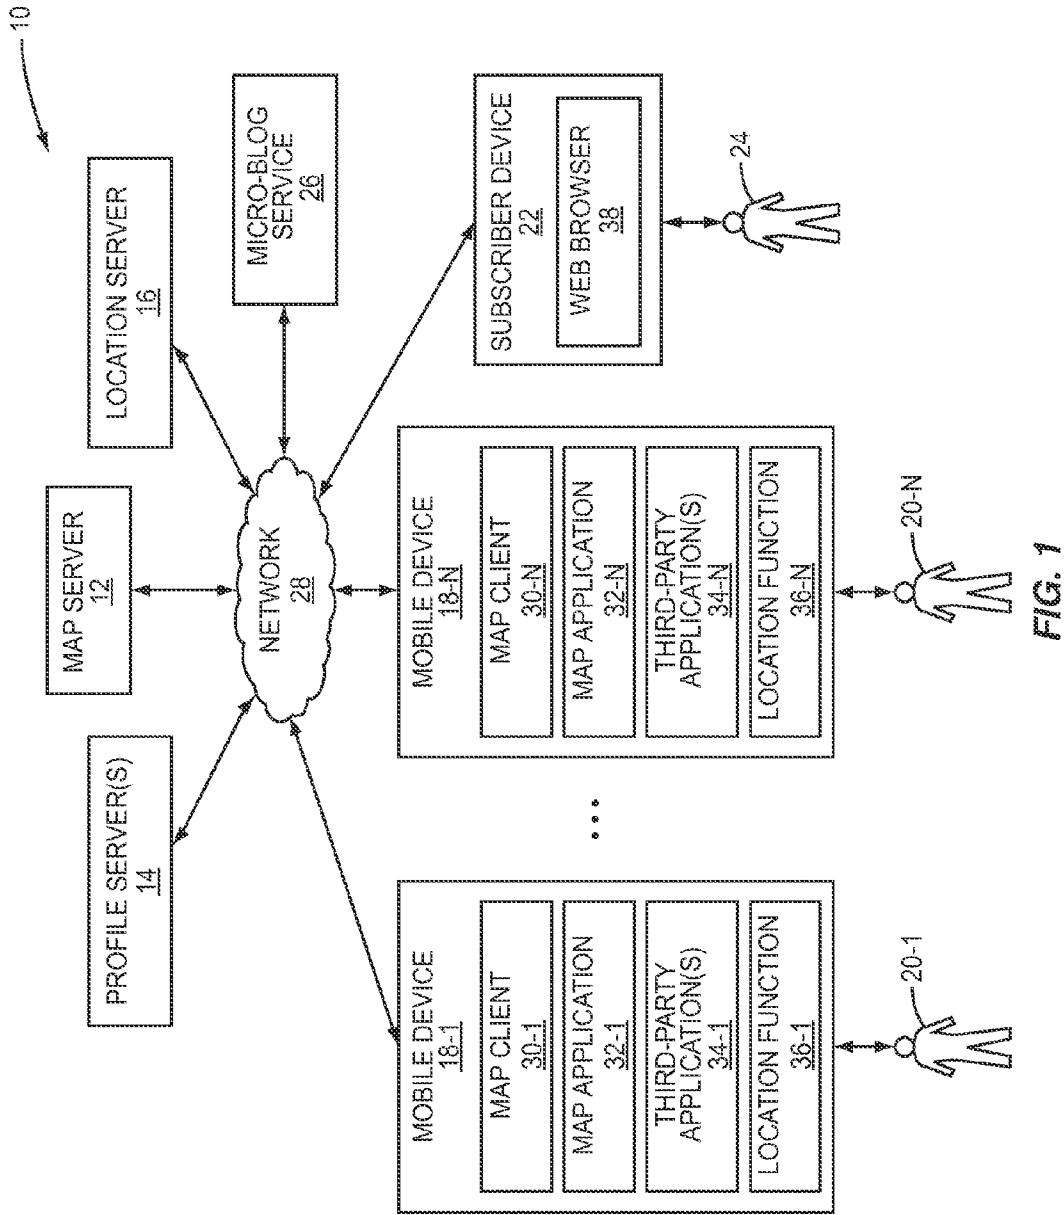 10
MAP SERVER
12
PROFILE SERVER(S)
14
LOCATION SERVER
16
NETWORK
28
MICRO-BLOG
SERVICE
26
MOBILE DEVICE
18-1
MAP CLIENT
30-1
MAP APPLICATION
32-1
THIRD-PARTY
APPLICATION(S)
34-1
LOCATION FUNCTION
36-1
20-1
...
MOBILE DEVICE
18-N
MAP CLIENT
30-N
MAP APPLICATION
32-N
THIRD-PARTY
APPLICATION(S)
34-N
LOCATION FUNCTION
36-N
20-N
SUBSCRIBER DEVICE
22
WEB BROWSER
38
24
FIG. 1